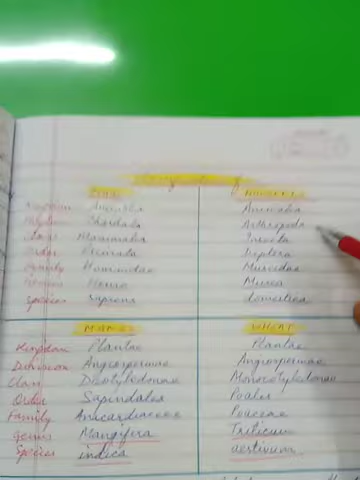 Kingdom Animalia Animalia
Phylum Chordata Arthropoda
Class Mammalia Insecta
Order Primata Diptera
Family Hominidae Muscidae
Genus Homo Musca
Species Sapiens domestica
MANGO WHEAT
Kingdom Plantae Plantae
Division Angiospermae Angiospermae
Class Dicotyledonae Monocotyledonae
Order Sapindales Poales
Family Anacardiaceae Poaceae
genus Mangifera Triticum
Species indica aestivum